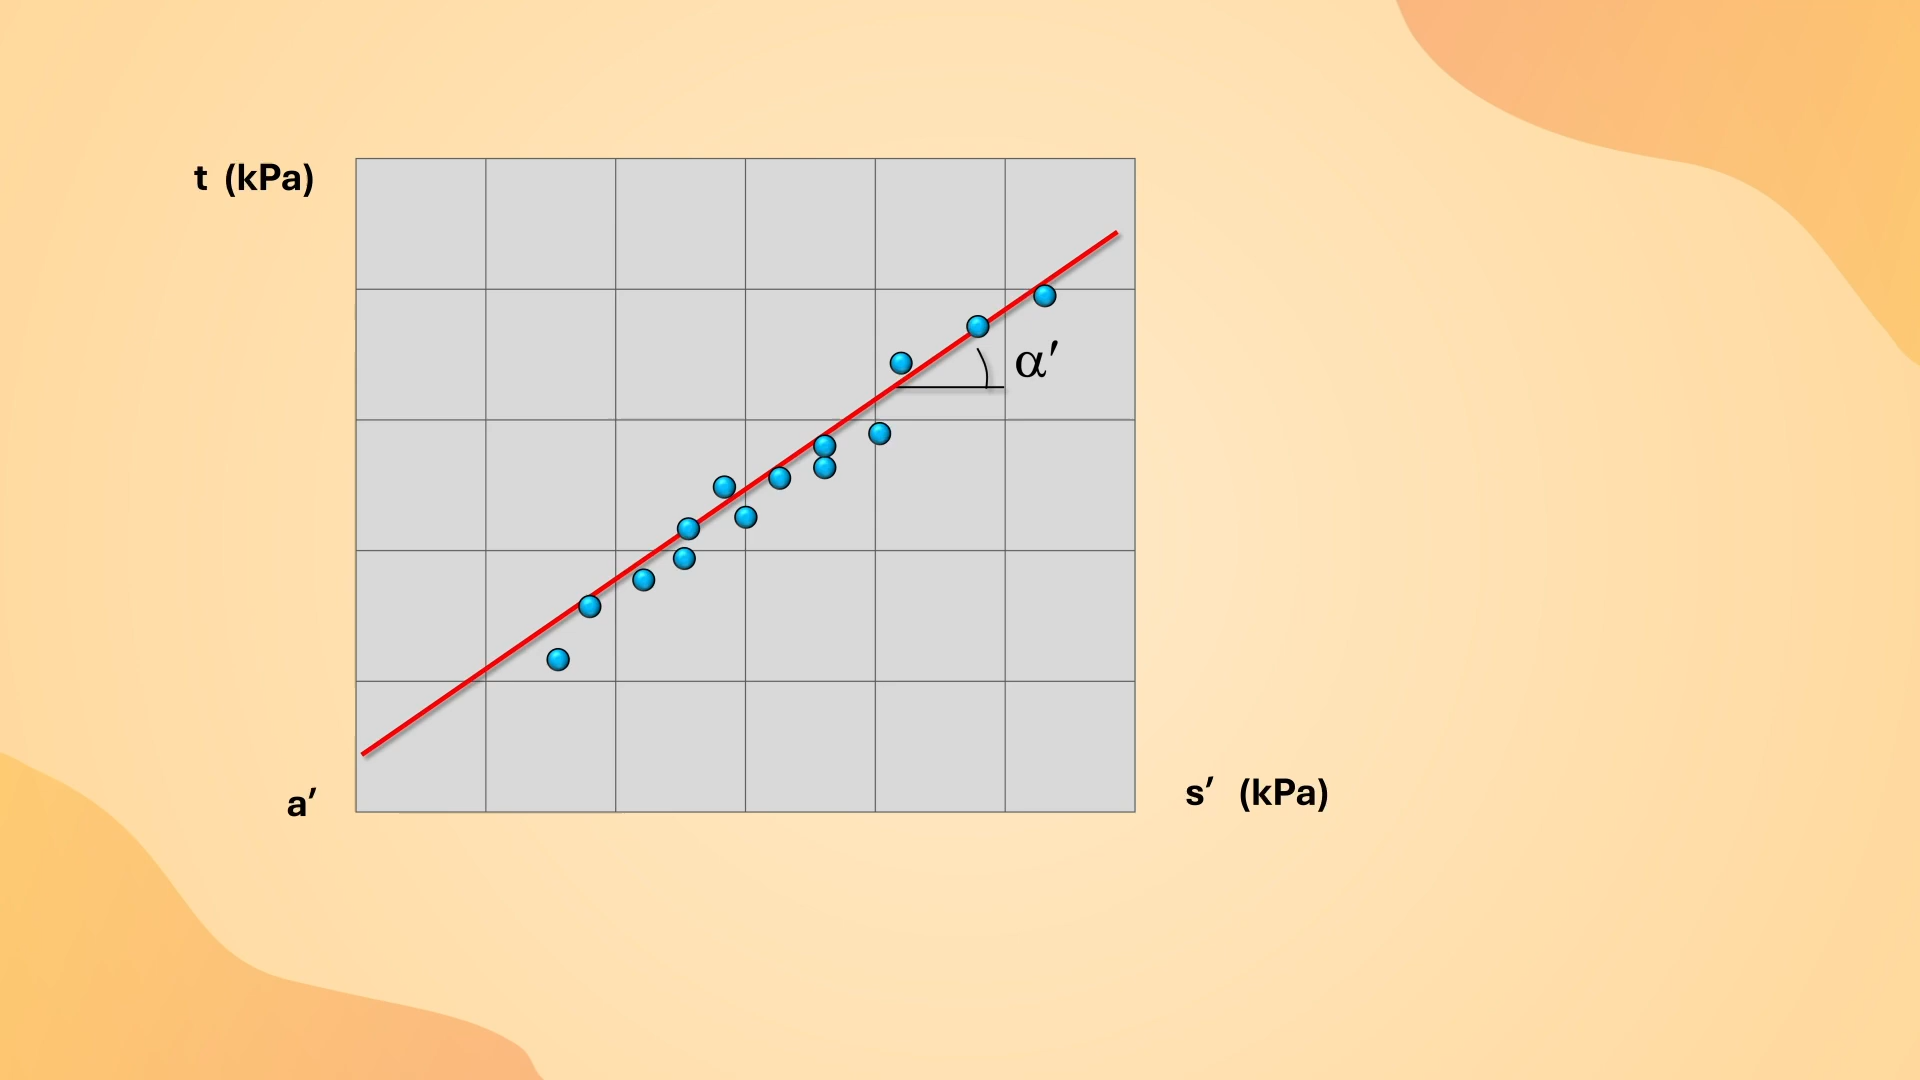 t (kPa)
α′
a′
s′ (kPa)